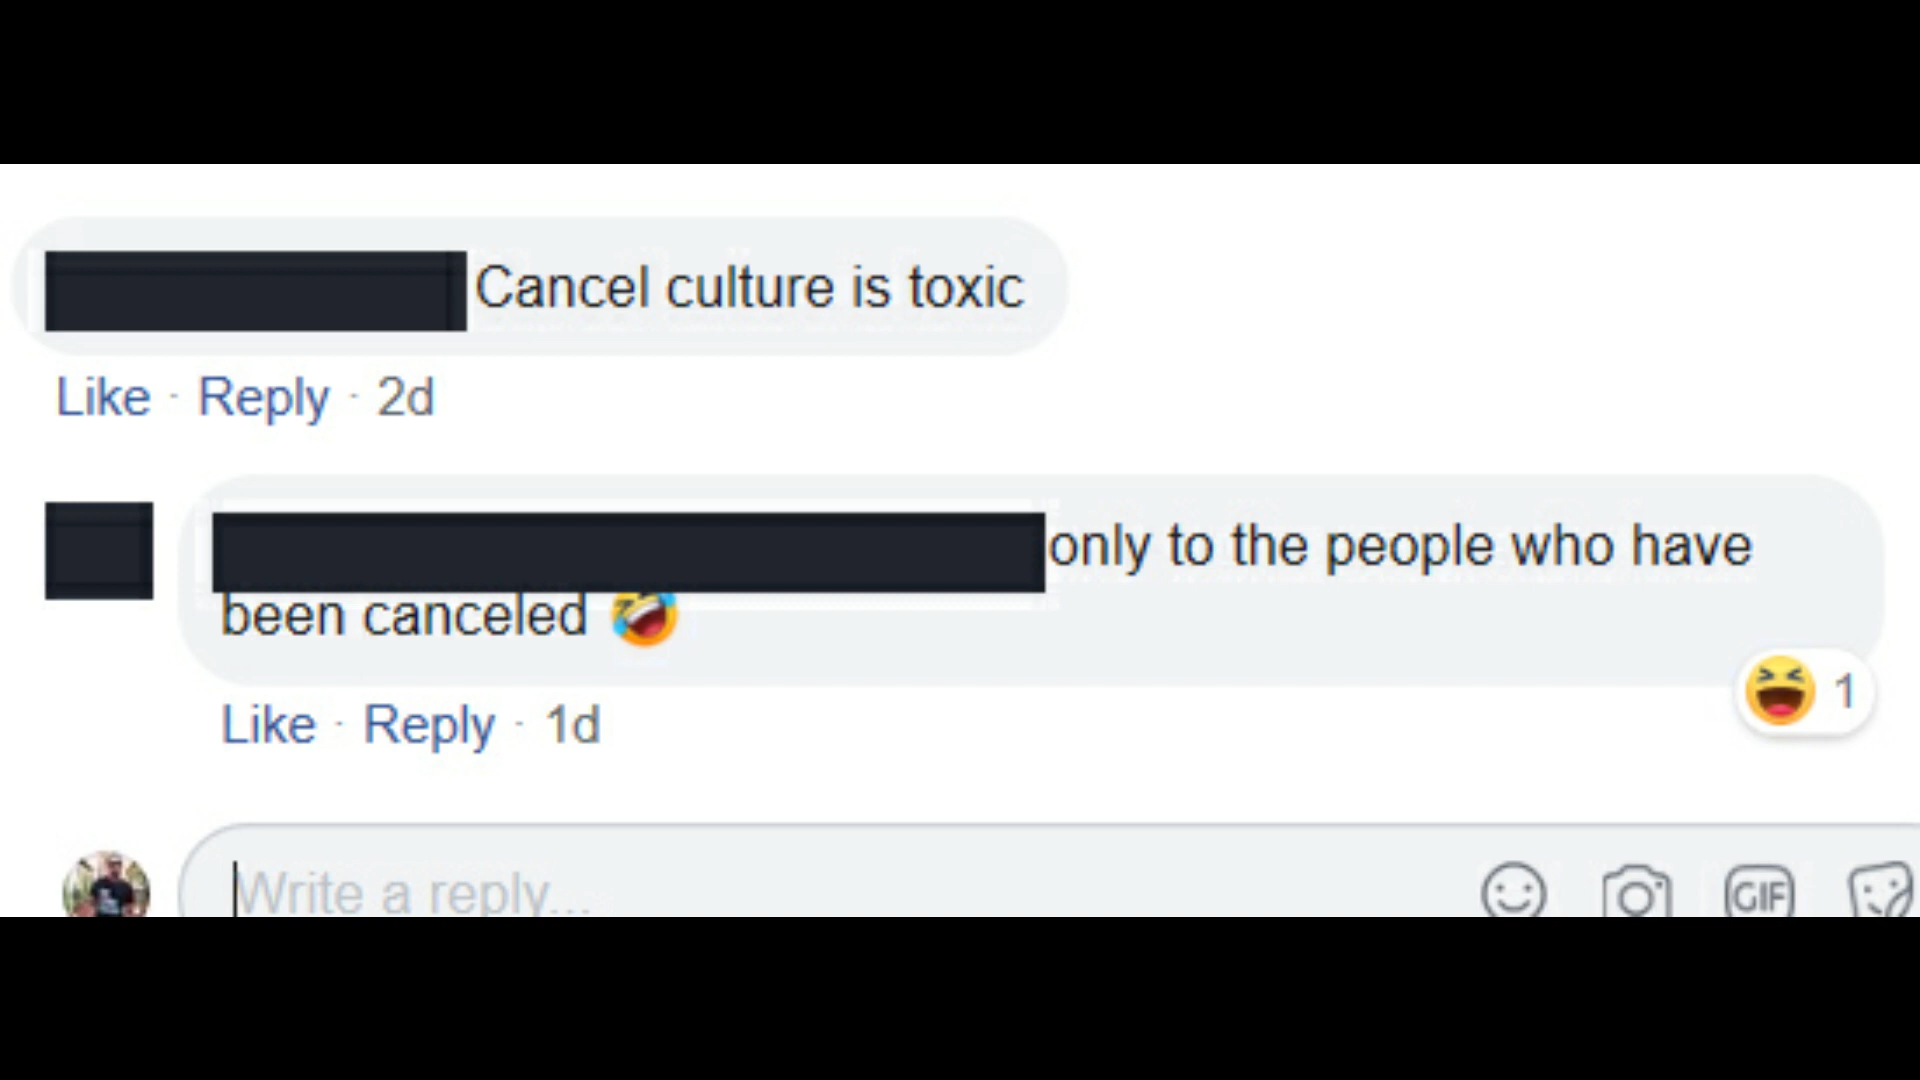 Cancel culture is toxic
Like · Reply · 2d
only to the people who have
been canceled 🤣
1
Like · Reply · 1d
Write a reply...
GIF